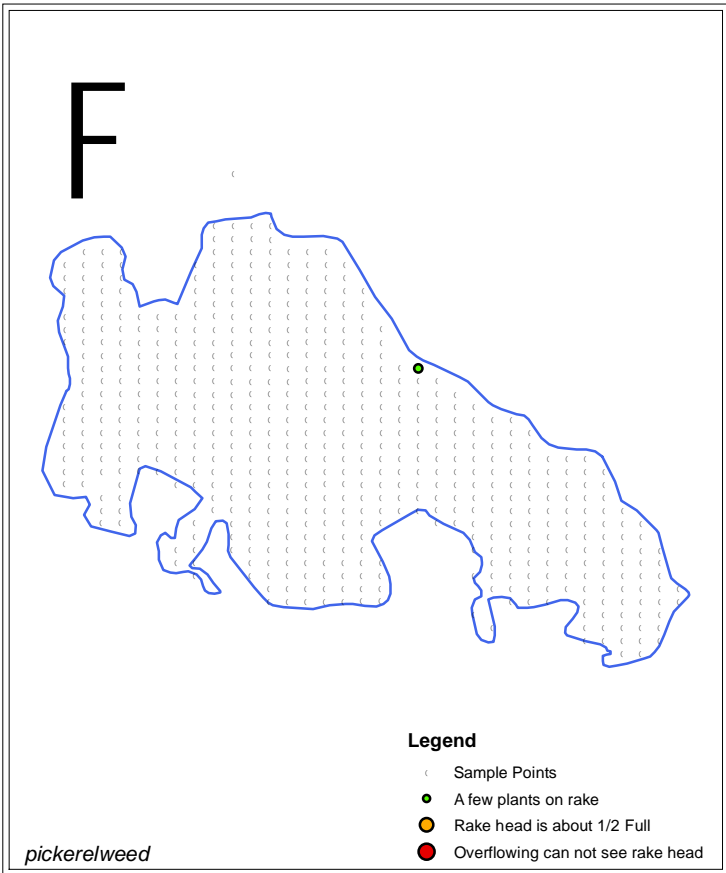 F
Legend
Sample Points
A few plants on rake
Rake head is about 1/2 Full
Overflowing can not see rake head
pickerelweed